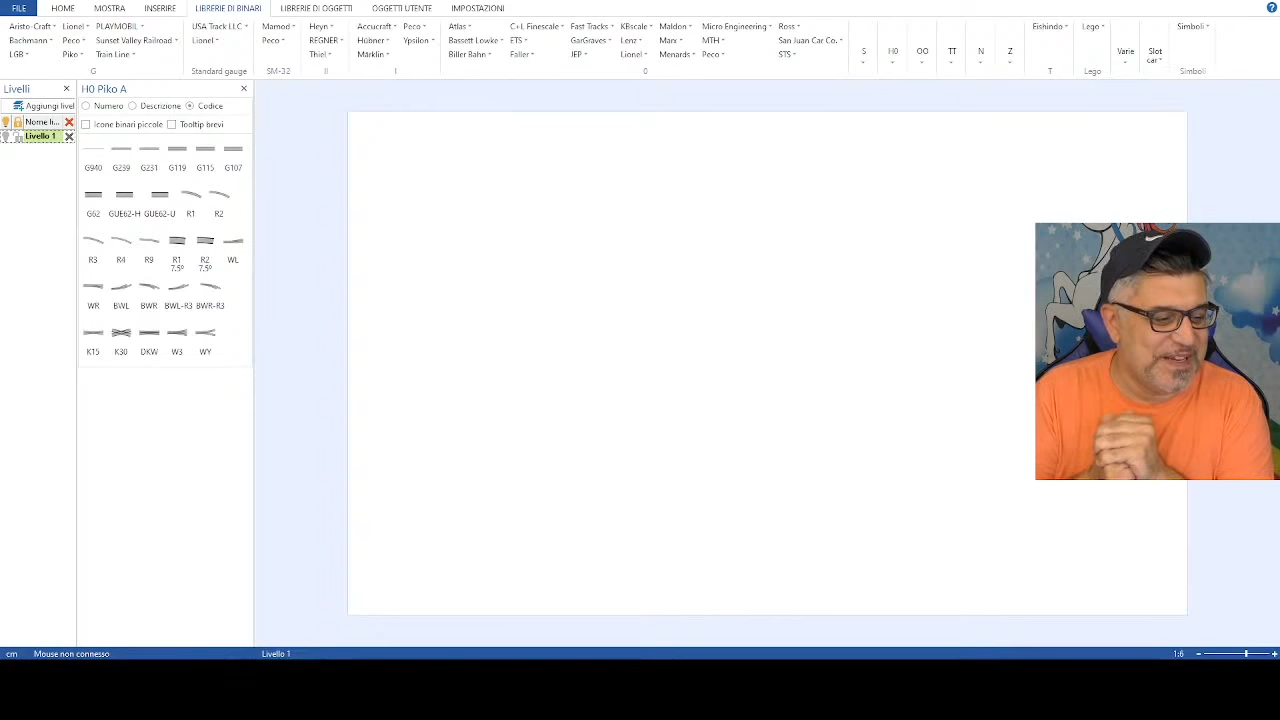 FILE HOME MOSTRA INSERIRE LIBRERIE DI BINARI LIBRERIE DI OGGETTI OGGETTI UTENTE IMPOSTAZIONI
Aristo-Craft Lionel PLAYMOBIL USA Track LLC Mamod Heyn Accucraft Peco Atlas C+L Finescale Fast Tracks KBscale Maldon Micro Engineering Ross Eishindo Lego Simboli
Bachmann Peco Sunset Valley Railroad Lionel Peco REGNER Hübner Ypsilon Bassett Lowke ETS GarGraves Lenz Marx MTH San Juan Car Co.
LGB Piko Train Line Thiel Märklin Biller Bahn Faller JEP Lionel Menards Peco STS
S H0 OO TT N Z Varie Slot car
G Standard gauge SM-32 II I 0 T Lego Simboli
Livelli
Aggiungi livel
Nome li...
Livello 1
H0 Piko A
Numero Descrizione Codice
Icone binari piccole Tooltip brevi
G940 G239 G231 G119 G115 G107
G62 GUE62-H GUE62-U R1 R2
R3 R4 R9 R1 7.5° R2 7.5° WL
WR BWL BWR BWL-R3 BWR-R3
K15 K30 DKW W3 WY
cm Mouse non connesso Livello 1 1:6